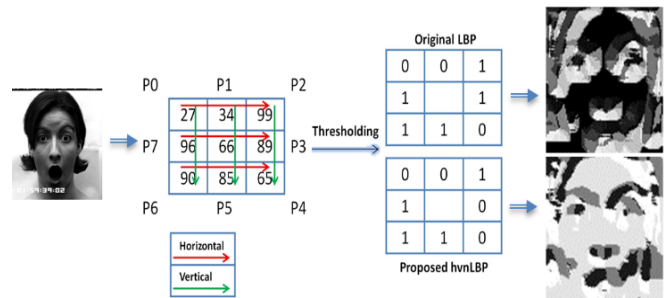 Original LBP
P0 P1 P2
0 0 1
27 34 99
1 1
Thresholding
P7 96 66 89 P3
1 1 0
90 85 65
0 0 1
P6 P5 P4
1 0
Horizontal
1 1 0
Vertical
Proposed hvnLBP